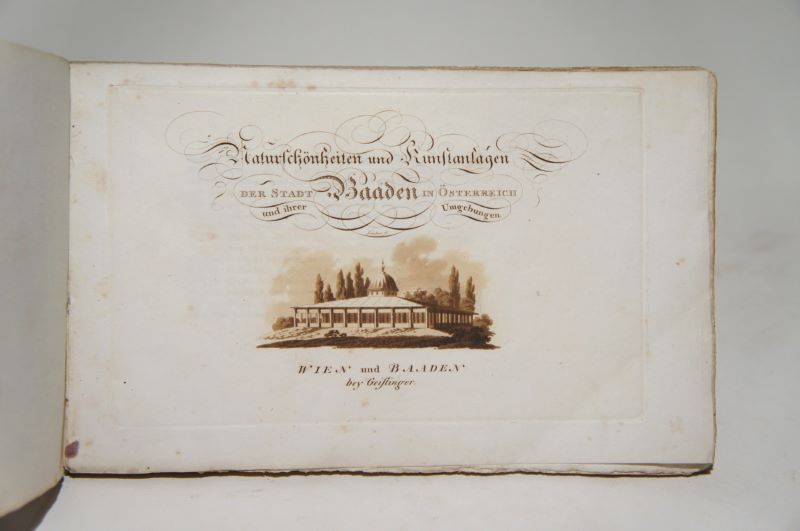 Naturschönheiten und Kunstanlagen
DER STADT Baaden IN ÖSTERREICH
und ihrer Umgebungen
WIEN und BAADEN
bey Geistinger.